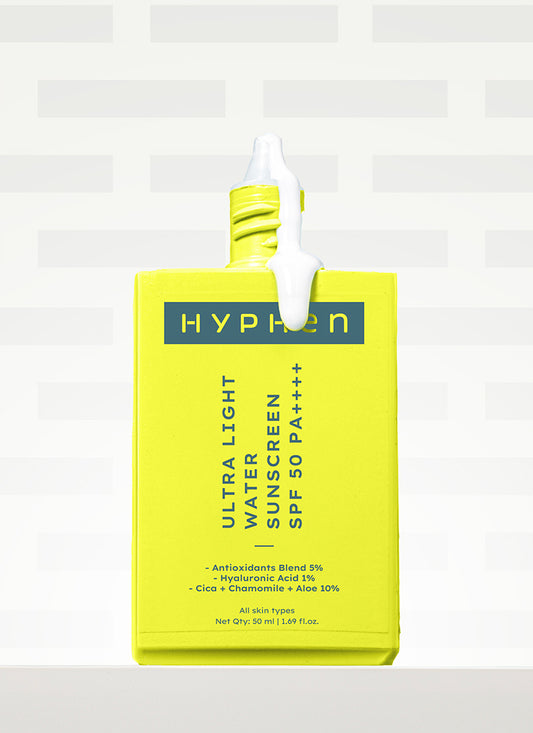 HYPHEN
ULTRA LIGHT
WATER
SUNSCREEN
SPF 50 PA++++
- Antioxidants Blend 5%
- Hyaluronic Acid 1%
- Cica + Chamomile + Aloe 10%
All skin types
Net Qty: 50 ml | 1.69 fl.oz.